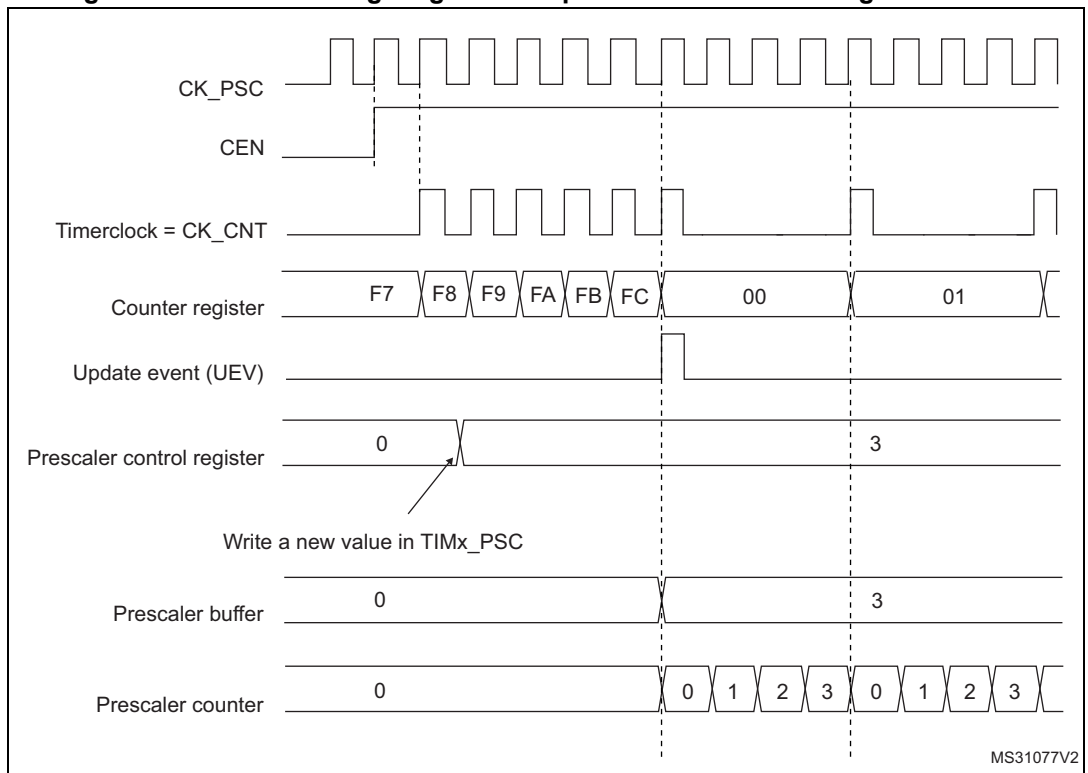 CK_PSC
CEN
Timerclock = CK_CNT
Counter register
F7 F8 F9 FA FB FC 00 01
Update event (UEV)
Prescaler control register
0 3
Write a new value in TIMx_PSC
Prescaler buffer
0 3
Prescaler counter
0 0 1 2 3 0 1 2 3
MS31077V2